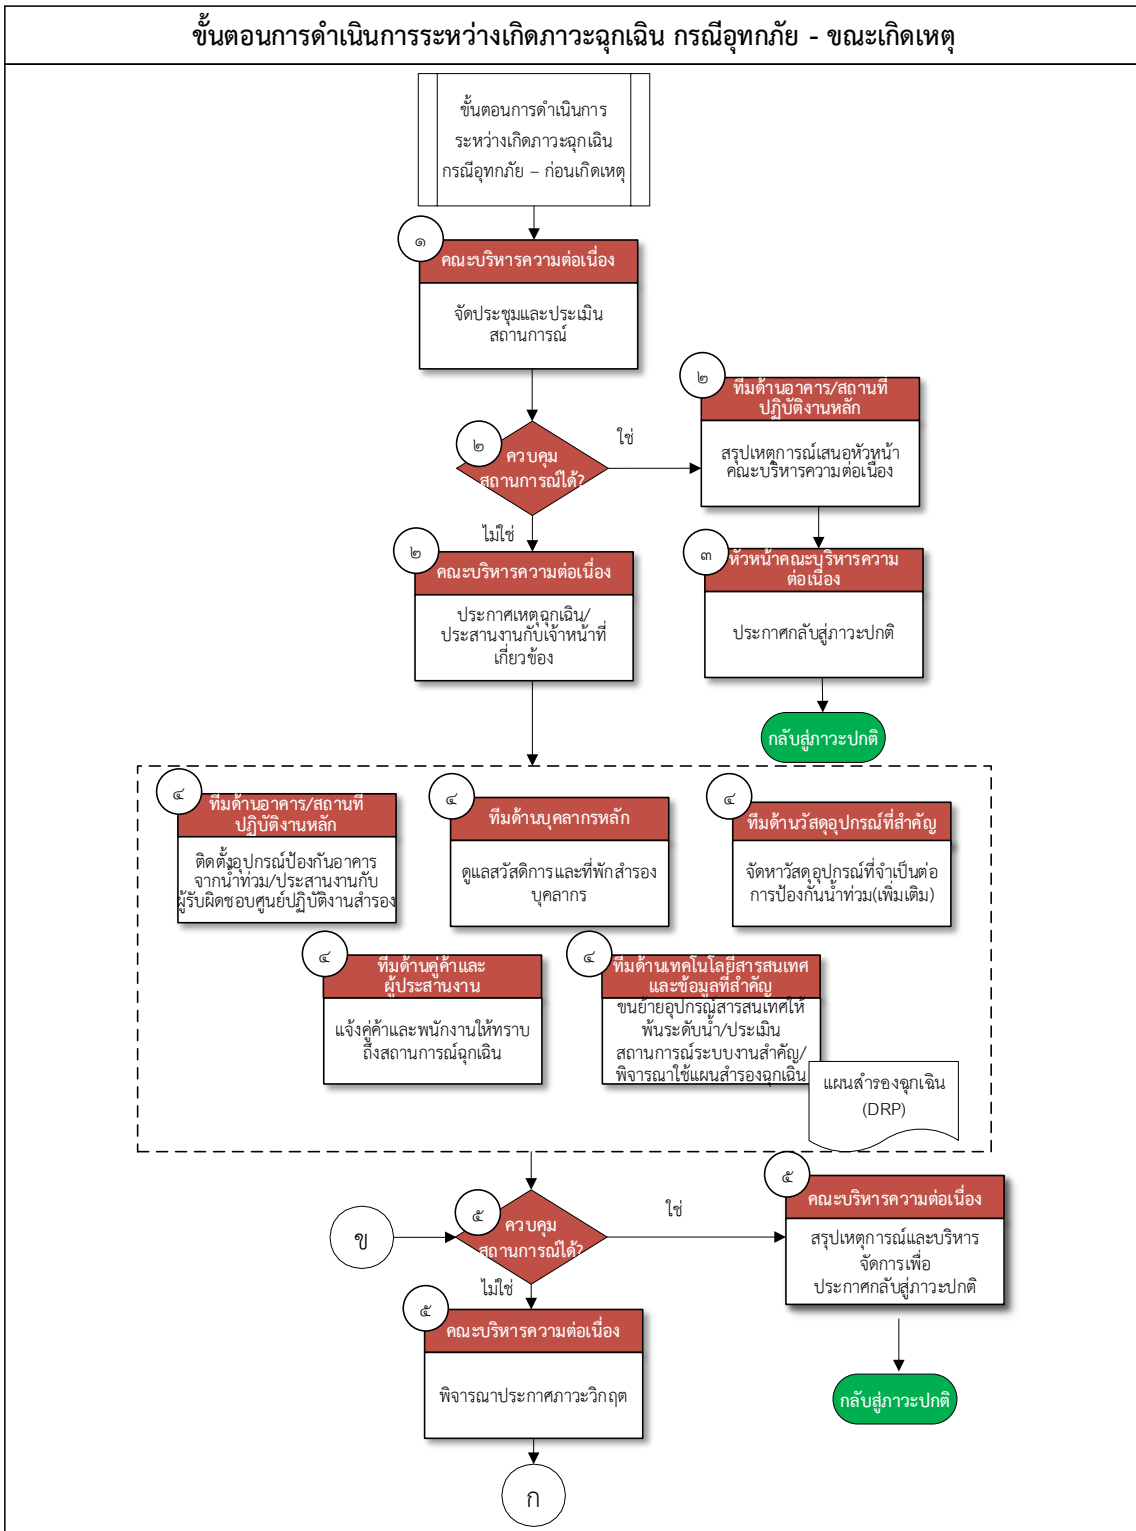 ขั้นตอนการดำเนินการระหว่างเกิดภาวะฉุกเฉิน กรณีอุทกภัย - ขณะเกิดเหตุ
ขั้นตอนการดำเนินการ
ระหว่างเกิดภาวะฉุกเฉิน
กรณีอุทกภัย – ก่อนเกิดเหตุ
๑
คณะบริหารความต่อเนื่อง
จัดประชุมและประเมิน
สถานการณ์
๒
ควบคุม
สถานการณ์ได้?
ใช่
๒
ทีมด้านอาคาร/สถานที่
ปฏิบัติงานหลัก
สรุปเหตุการณ์เสนอหัวหน้า
คณะบริหารความต่อเนื่อง
ไม่ใช่
๒
คณะบริหารความต่อเนื่อง
ประกาศเหตุฉุกเฉิน/
ประสานงานกับเจ้าหน้าที่
เกี่ยวข้อง
๓
หัวหน้าคณะบริหารความ
ต่อเนื่อง
ประกาศกลับสู่ภาวะปกติ
กลับสู่ภาวะปกติ
๔
ทีมด้านอาคาร/สถานที่
ปฏิบัติงานหลัก
ติดตั้งอุปกรณ์ป้องกันอาคาร
จากน้ำท่วม/ประสานงานกับ
ผู้รับผิดชอบศูนย์ปฏิบัติงานสำรอง
๔
ทีมด้านบุคลากรหลัก
ดูแลสวัสดิการและที่พักสำรอง
บุคลากร
๔
ทีมด้านวัสดุอุปกรณ์ที่สำคัญ
จัดหาวัสดุอุปกรณ์ที่จำเป็นต่อ
การป้องกันน้ำท่วม(เพิ่มเติม)
๔
ทีมด้านคู่ค้าและ
ผู้ประสานงาน
แจ้งคู่ค้าและพนักงานให้ทราบ
ถึงสถานการณ์ฉุกเฉิน
๔
ทีมด้านเทคโนโลยีสารสนเทศ
และข้อมูลที่สำคัญ
ขนย้ายอุปกรณ์สารสนเทศให้
พ้นระดับน้ำ/ประเมิน
สถานการณ์ระบบงานสำคัญ/
พิจารณาใช้แผนสำรองฉุกเฉิน
แผนสำรองฉุกเฉิน
(DRP)
ข
๕
ควบคุม
สถานการณ์ได้?
ใช่
๕
คณะบริหารความต่อเนื่อง
สรุปเหตุการณ์และบริหาร
จัดการเพื่อ
ประกาศกลับสู่ภาวะปกติ
ไม่ใช่
๕
คณะบริหารความต่อเนื่อง
พิจารณาประกาศภาวะวิกฤต
กลับสู่ภาวะปกติ
ก